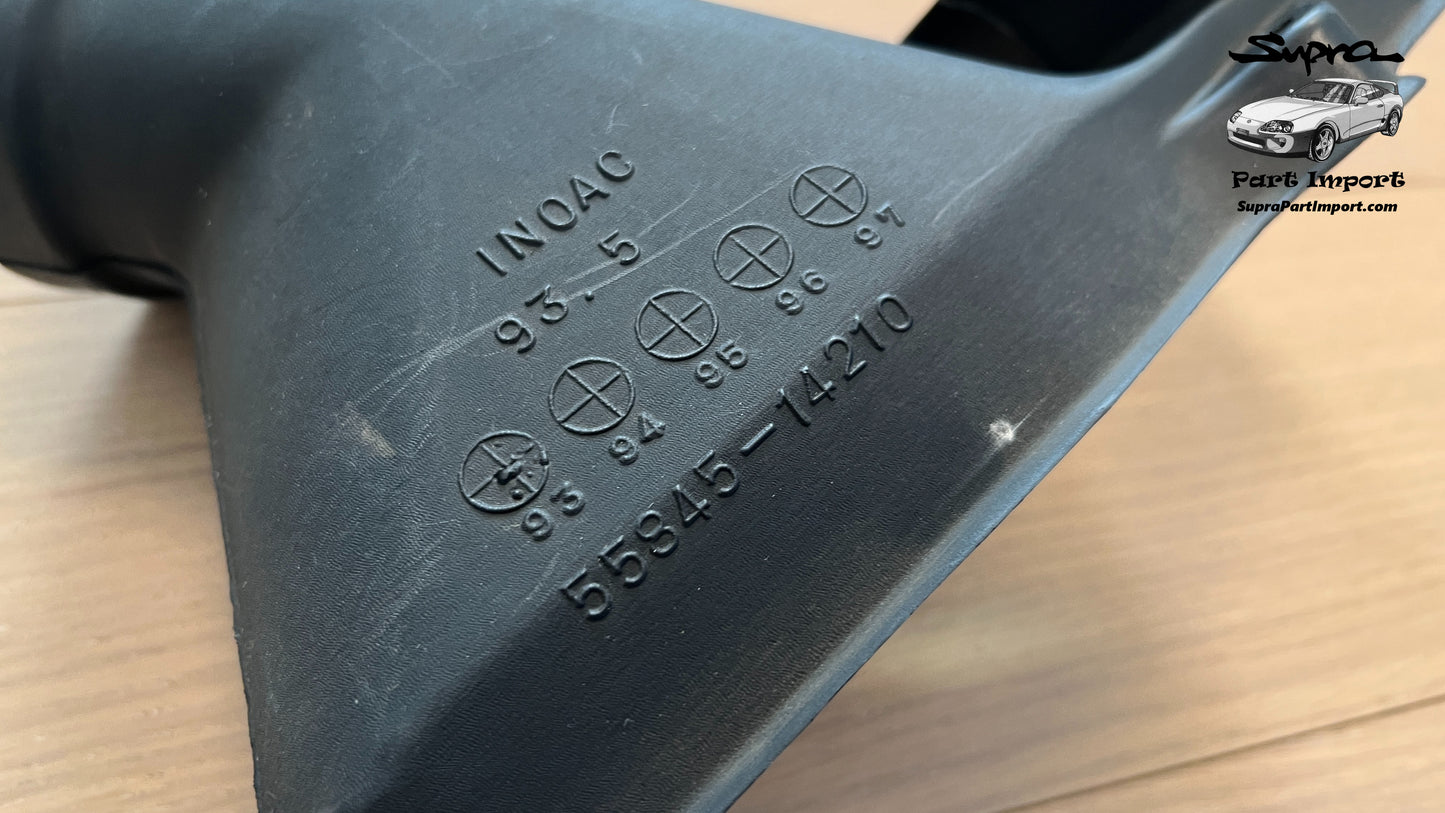 INOAC
93.5
93 94 95 96 97
55845-14210
Supra
Part Import
SupraPartImport.com